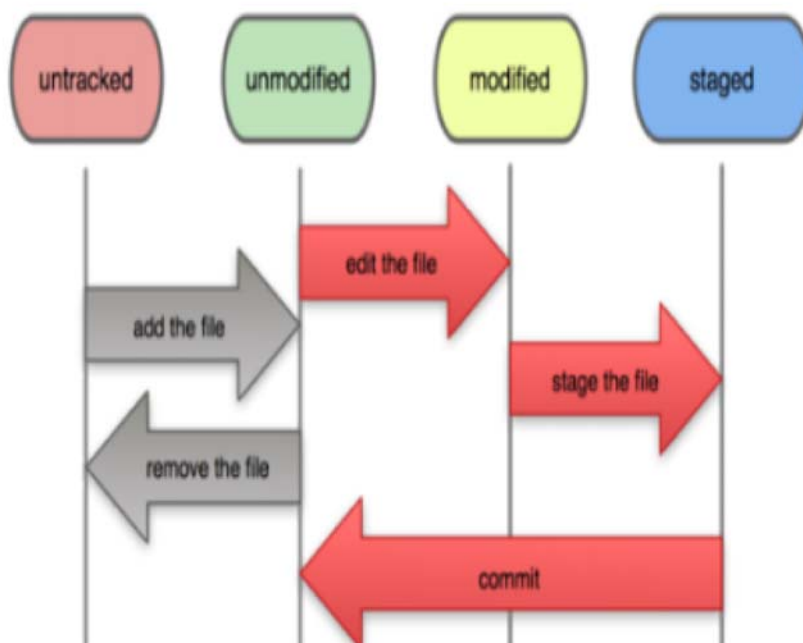 untracked
unmodified
modified
staged
edit the file
add the file
stage the file
remove the file
commit